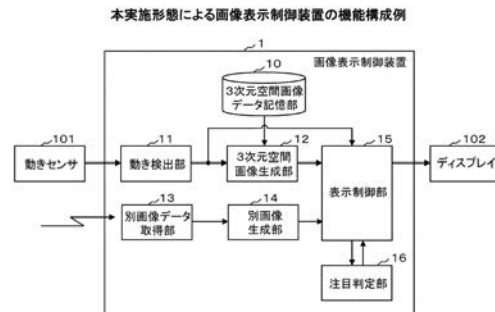 本実施形態による画像表示制御装置の機能構成例
1
画像表示制御装置
10
3次元空間画像
データ記憶部
101
動きセンサ
11
動き検出部
12
3次元空間
画像生成部
15
表示制御部
102
ディスプレイ
13
別画像データ
取得部
14
別画像
生成部
16
注目判定部